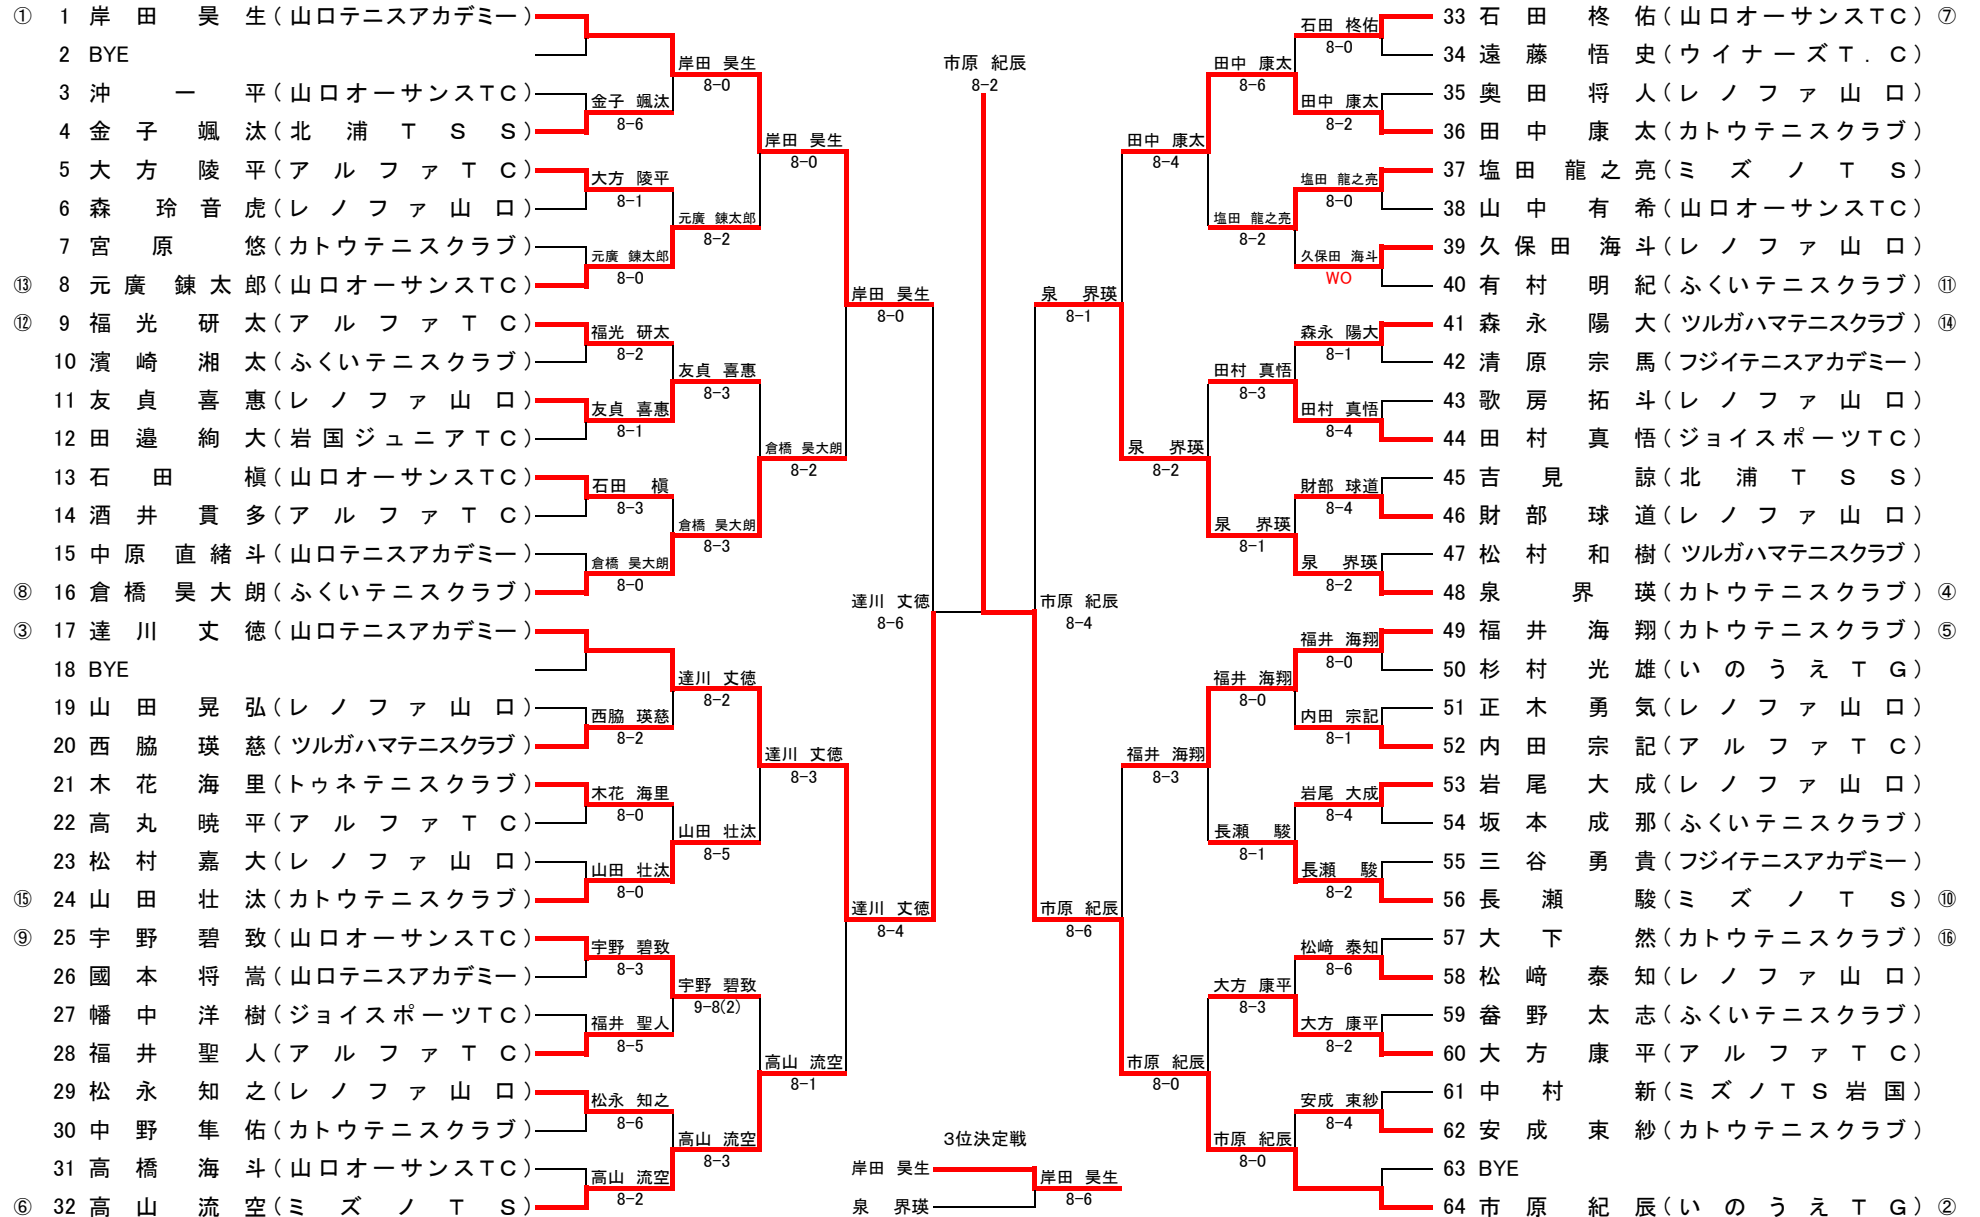 ① 1 岸田 昊生(山口テニスアカデミー)
2 BYE
3 沖 一平(山口オーサンスTC)
4 金子 颯汰(北浦TSS)
5 大方 陵平(アルファTC)
6 森 玲音虎(レノファ山口)
7 宮原 悠(カトウテニスクラブ)
⑬ 8 元廣 錬太郎(山口オーサンスTC)
⑫ 9 福光 研太(アルファTC)
10 濱崎 湘太(ふくいテニスクラブ)
11 友貞 喜惠(レノファ山口)
12 田邉 絢大(岩国ジュニアTC)
13 石田 槇(山口オーサンスTC)
14 酒井 貫多(アルファTC)
15 中原 直緒斗(山口テニスアカデミー)
⑧ 16 倉橋 昊大朗(ふくいテニスクラブ)
③ 17 達川 丈徳(山口テニスアカデミー)
18 BYE
19 山田 晃弘(レノファ山口)
20 西脇 瑛慈(ツルガハマテニスクラブ)
21 木花 海里(トゥネテニスクラブ)
22 高丸 暁平(アルファTC)
23 松村 嘉大(レノファ山口)
⑮ 24 山田 壮汰(カトウテニスクラブ)
⑨ 25 宇野 碧致(山口オーサンスTC)
26 國本 将嵩(山口テニスアカデミー)
27 幡中 洋樹(ジョイスポーツTC)
28 福井 聖人(アルファTC)
29 松永 知之(レノファ山口)
30 中野 隼佑(カトウテニスクラブ)
31 高橋 海斗(山口オーサンスTC)
⑥ 32 高山 流空(ミズノTS)
金子 颯汰
8-6
大方 陵平
8-1
元廣 錬太郎
8-0
福光 研太
8-2
友貞 喜惠
8-1
石田 槇
8-3
倉橋 昊大朗
8-0
西脇 瑛慈
8-2
木花 海里
8-0
山田 壮汰
8-0
宇野 碧致
8-3
福井 聖人
8-5
松永 知之
8-6
高山 流空
8-2
岸田 昊生
8-0
元廣 錬太郎
8-2
友貞 喜惠
8-3
倉橋 昊大朗
8-3
達川 丈徳
8-2
山田 壮汰
8-5
宇野 碧致
9-8(2)
高山 流空
8-3
岸田 昊生
8-0
倉橋 昊大朗
8-2
達川 丈徳
8-3
高山 流空
8-1
岸田 昊生
8-0
達川 丈徳
8-4
達川 丈徳
8-6
市原 紀辰
8-2
市原 紀辰
8-4
泉 界瑛
8-1
市原 紀辰
8-6
田中 康太
8-4
泉 界瑛
8-2
福井 海翔
8-3
市原 紀辰
8-0
田中 康太
8-6
塩田 龍之亮
8-2
田村 真悟
8-3
泉 界瑛
8-1
福井 海翔
8-0
長瀬 駿
8-1
大方 康平
8-3
市原 紀辰
8-0
石田 柊佑
8-0
田中 康太
8-2
塩田 龍之亮
8-0
久保田 海斗
WO
森永 陽大
8-1
田村 真悟
8-4
財部 球道
8-4
泉 界瑛
8-2
福井 海翔
8-0
内田 宗記
8-1
岩尾 大成
8-4
長瀬 駿
8-2
松﨑 泰知
8-6
大方 康平
8-2
安成 東紗
8-4
33 石田 柊佑(山口オーサンスTC) ⑦
34 遠藤 悟史(ウイナーズT.C)
35 奥田 将人(レノファ山口)
36 田中 康太(カトウテニスクラブ)
37 塩田 龍之亮(ミズノTS)
38 山中 有希(山口オーサンスTC)
39 久保田 海斗(レノファ山口)
40 有村 明紀(ふくいテニスクラブ) ⑪
41 森永 陽大(ツルガハマテニスクラブ) ⑭
42 清原 宗馬(フジイテニスアカデミー)
43 歌房 拓斗(レノファ山口)
44 田村 真悟(ジョイスポーツTC)
45 吉見 諒(北浦TSS)
46 財部 球道(レノファ山口)
47 松村 和樹(ツルガハマテニスクラブ)
48 泉 界瑛(カトウテニスクラブ) ④
49 福井 海翔(カトウテニスクラブ) ⑤
50 杉村 光雄(いのうえTG)
51 正木 勇気(レノファ山口)
52 内田 宗記(アルファTC)
53 岩尾 大成(レノファ山口)
54 坂本 成那(ふくいテニスクラブ)
55 三谷 勇貴(フジイテニスアカデミー)
56 長瀬 駿(ミズノTS) ⑩
57 大下 然(カトウテニスクラブ) ⑯
58 松﨑 泰知(レノファ山口)
59 畚野 太志(ふくいテニスクラブ)
60 大方 康平(アルファTC)
61 中村 新(ミズノTS岩国)
62 安成 東紗(カトウテニスクラブ)
63 BYE
64 市原 紀辰(いのうえTG) ②
3位決定戦
岸田 昊生
泉 界瑛
岸田 昊生
8-6